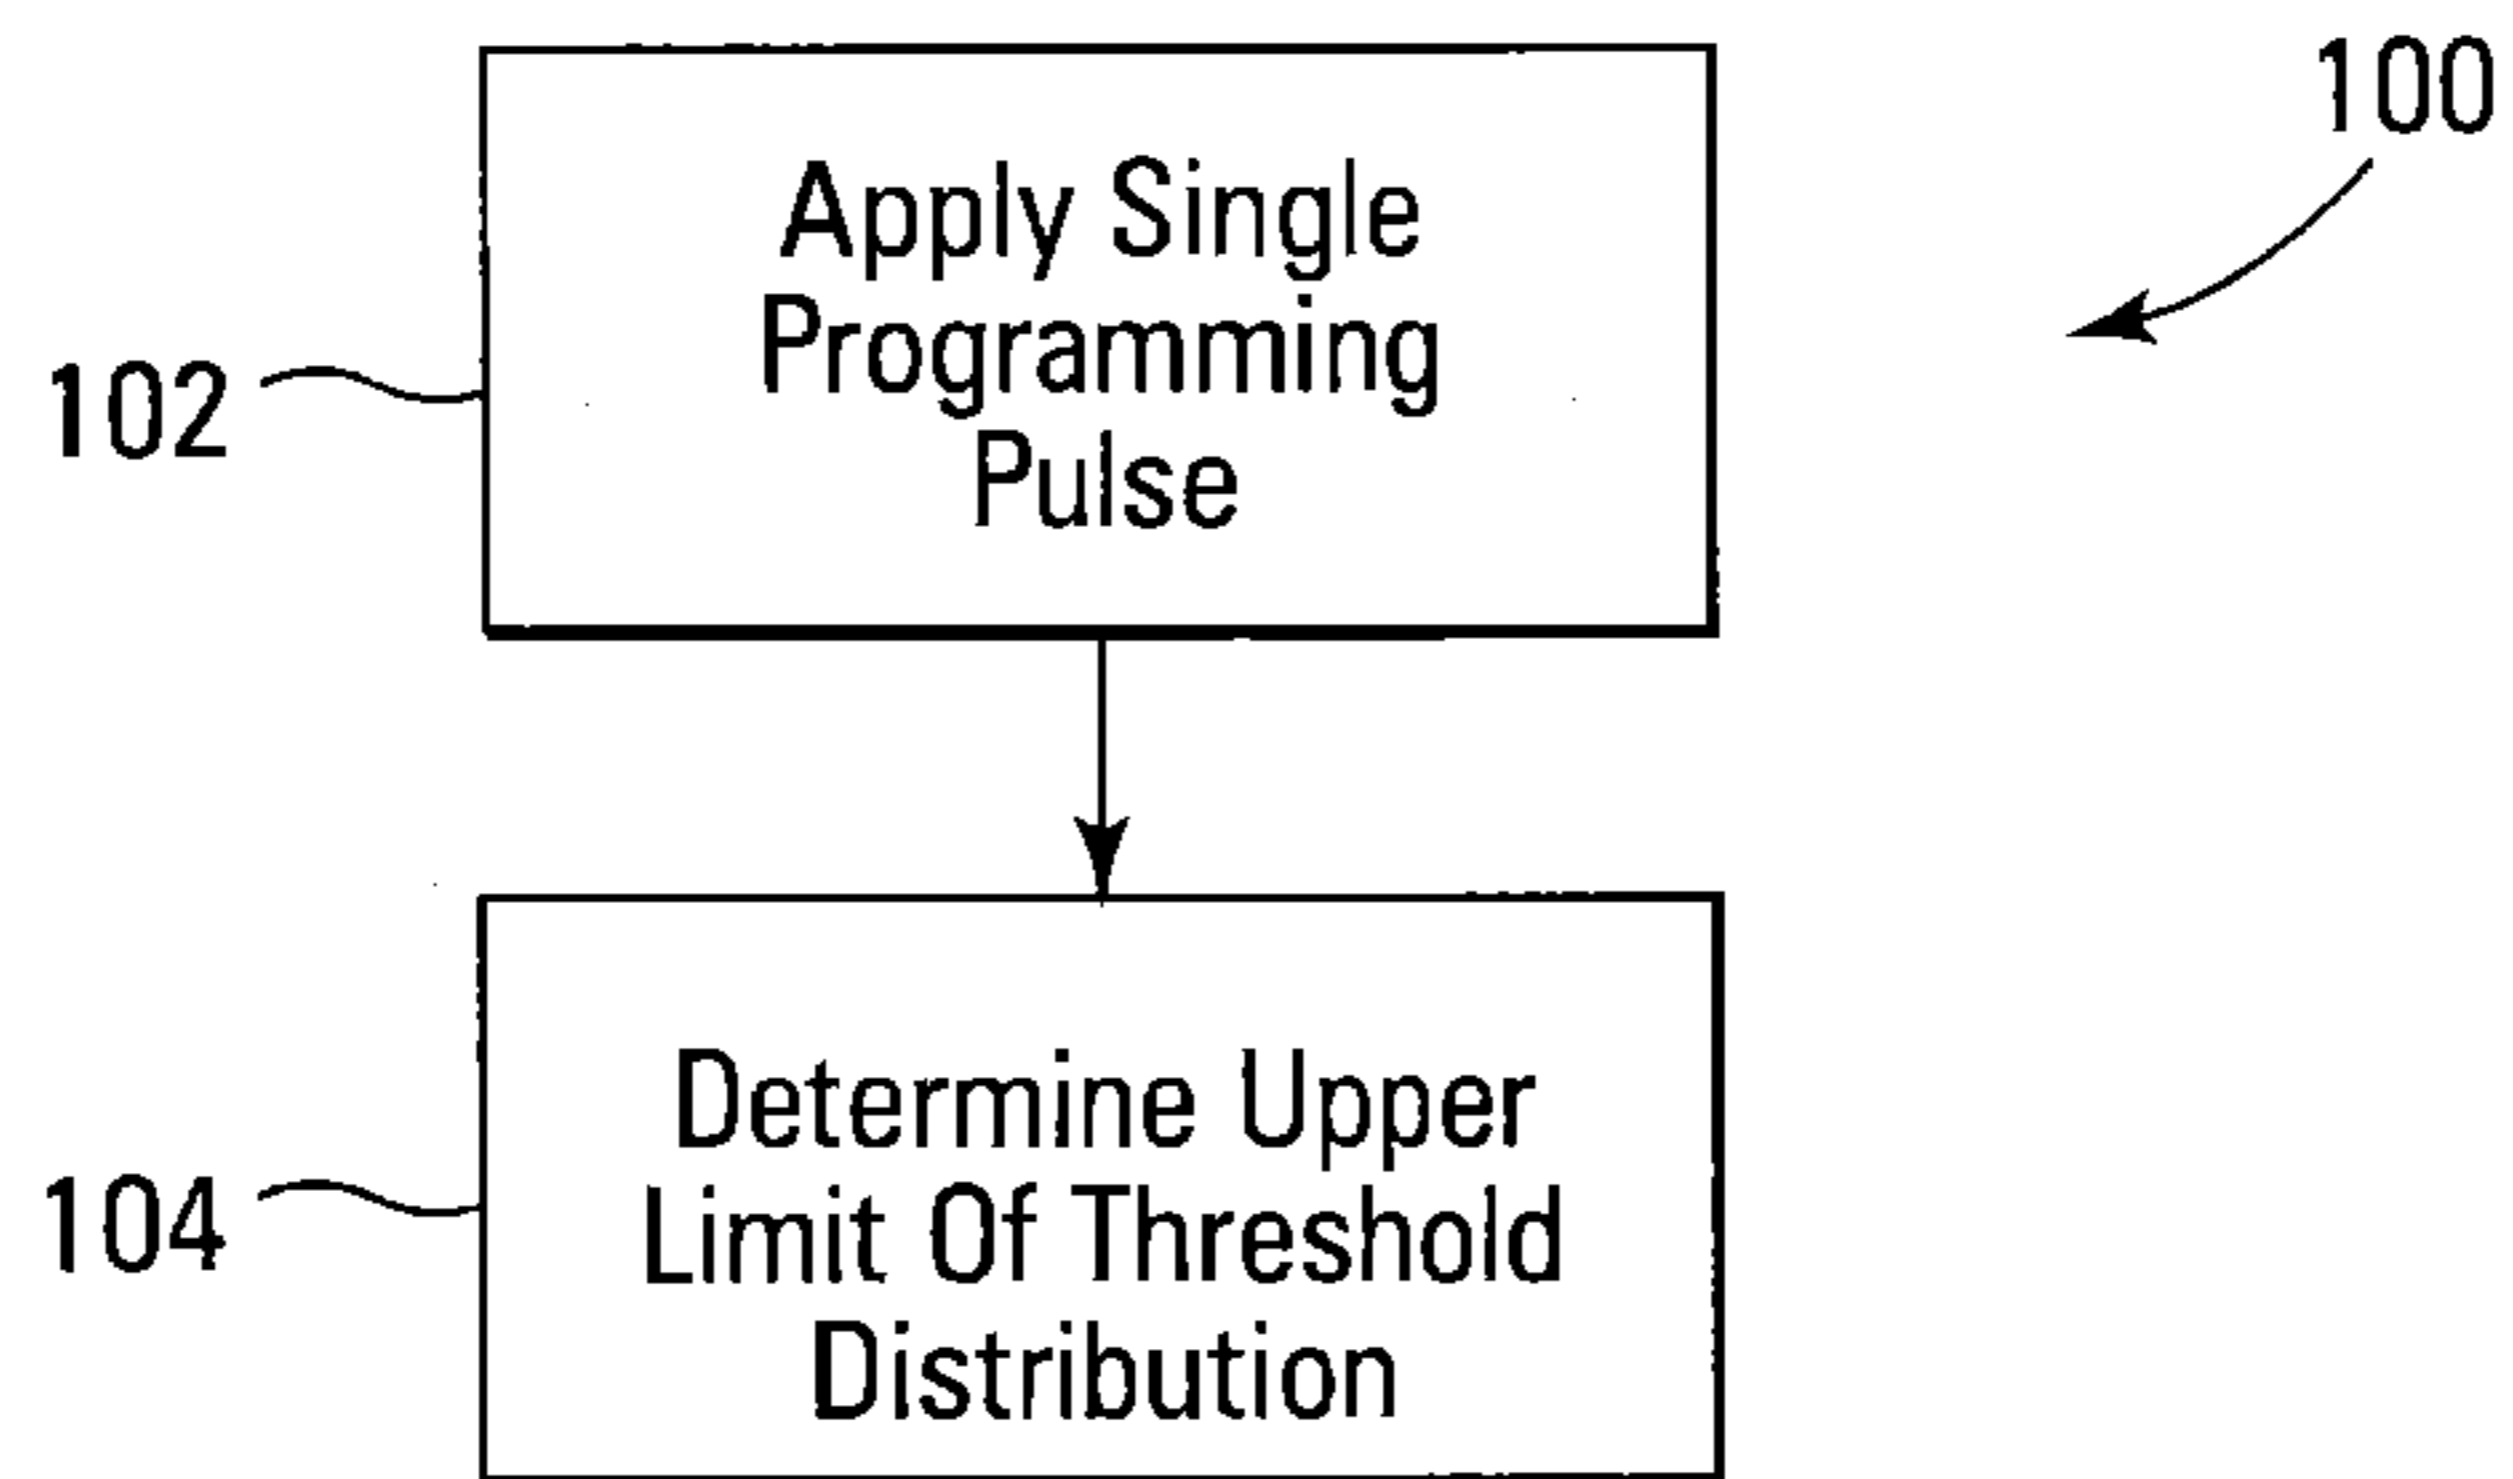 100
Apply Single
Programming
Pulse
102
Determine Upper
Limit Of Threshold
Distribution
104